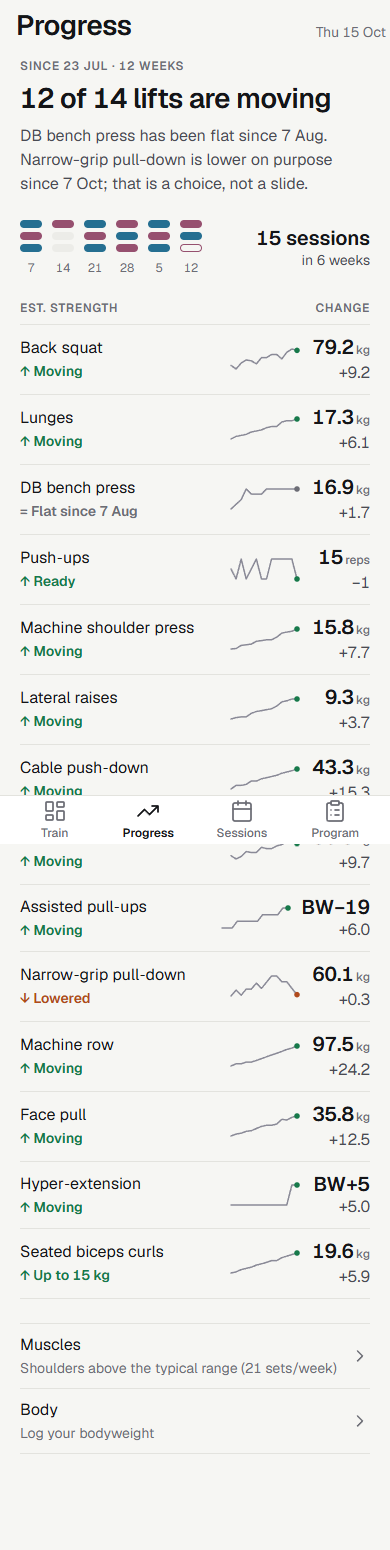 Progress
Thu 15 Oct
SINCE 23 JUL · 12 WEEKS
12 of 14 lifts are moving
DB bench press has been flat since 7 Aug.
Narrow-grip pull-down is lower on purpose
since 7 Oct; that is a choice, not a slide.
15 sessions
in 6 weeks
7 14 21 28 5 12
EST. STRENGTH CHANGE
Back squat 79.2 kg
↑ Moving +9.2
Lunges 17.3 kg
↑ Moving +6.1
DB bench press 16.9 kg
= Flat since 7 Aug +1.7
Push-ups 15 reps
↑ Ready −1
Machine shoulder press 15.8 kg
↑ Moving +7.7
Lateral raises 9.3 kg
↑ Moving +3.7
Cable push-down 43.3 kg
↑ Moving +15.3
Train Progress Sessions Program
↑ Moving +9.7
Assisted pull-ups BW−19
↑ Moving +6.0
Narrow-grip pull-down 60.1 kg
↓ Lowered +0.3
Machine row 97.5 kg
↑ Moving +24.2
Face pull 35.8 kg
↑ Moving +12.5
Hyper-extension BW+5
↑ Moving +5.0
Seated biceps curls 19.6 kg
↑ Up to 15 kg +5.9
Muscles
Shoulders above the typical range (21 sets/week)
Body
Log your bodyweight